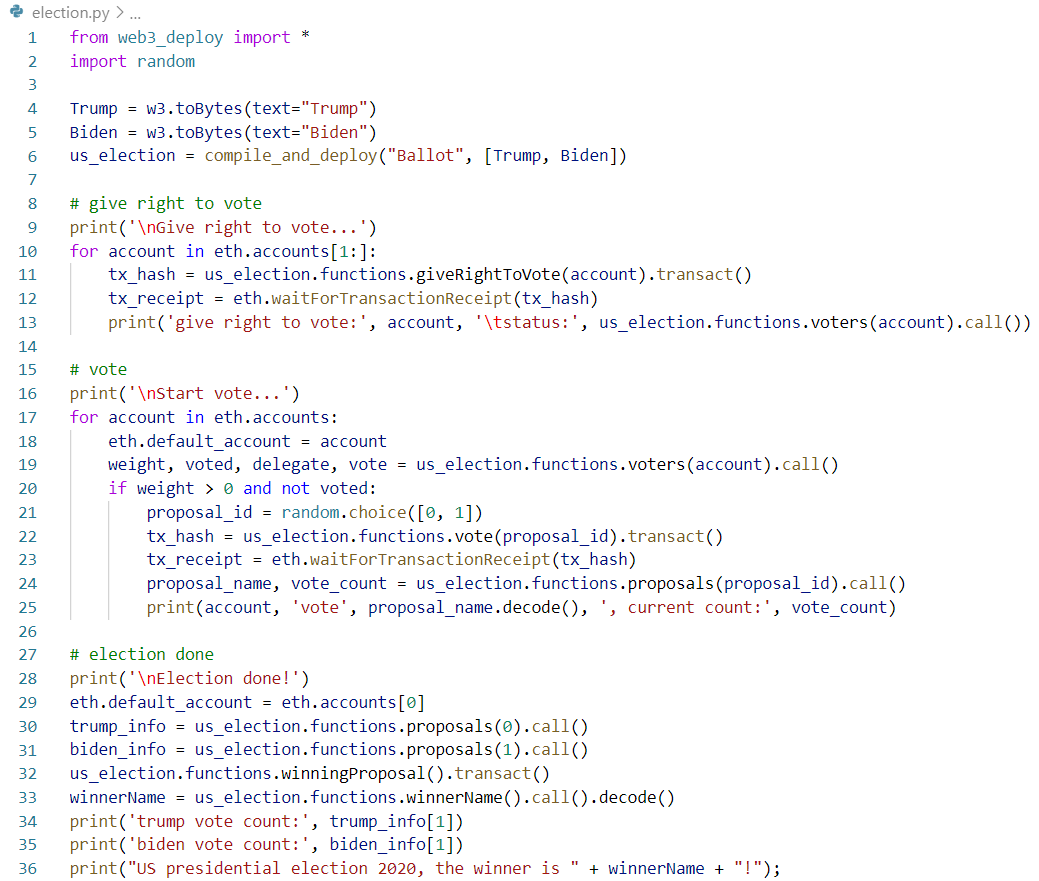 election.py > ...
1 from web3_deploy import *
2 import random
3
4 Trump = w3.toBytes(text="Trump")
5 Biden = w3.toBytes(text="Biden")
6 us_election = compile_and_deploy("Ballot", [Trump, Biden])
7
8 # give right to vote
9 print('\nGive right to vote...')
10 for account in eth.accounts[1:]:
11     tx_hash = us_election.functions.giveRightToVote(account).transact()
12     tx_receipt = eth.waitForTransactionReceipt(tx_hash)
13     print('give right to vote:', account, '\tstatus:', us_election.functions.voters(account).call())
14
15 # vote
16 print('\nStart vote...')
17 for account in eth.accounts:
18     eth.default_account = account
19     weight, voted, delegate, vote = us_election.functions.voters(account).call()
20     if weight > 0 and not voted:
21         proposal_id = random.choice([0, 1])
22         tx_hash = us_election.functions.vote(proposal_id).transact()
23         tx_receipt = eth.waitForTransactionReceipt(tx_hash)
24         proposal_name, vote_count = us_election.functions.proposals(proposal_id).call()
25         print(account, 'vote', proposal_name.decode(), ', current count:', vote_count)
26
27 # election done
28 print('\nElection done!')
29 eth.default_account = eth.accounts[0]
30 trump_info = us_election.functions.proposals(0).call()
31 biden_info = us_election.functions.proposals(1).call()
32 us_election.functions.winningProposal().transact()
33 winnerName = us_election.functions.winnerName().call().decode()
34 print('trump vote count:', trump_info[1])
35 print('biden vote count:', biden_info[1])
36 print("US presidential election 2020, the winner is " + winnerName + "!");